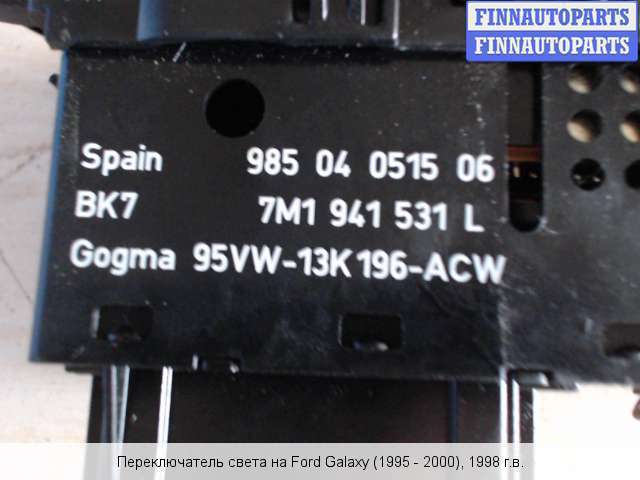 FINNAUTOPARTS
FINNAUTOPARTS
Spain 985 04 0515 06
BK7 7M1 941 531 L
Gogma 95VW-13K196-ACW
Переключатель света на Ford Galaxy (1995 - 2000), 1998 г.в.